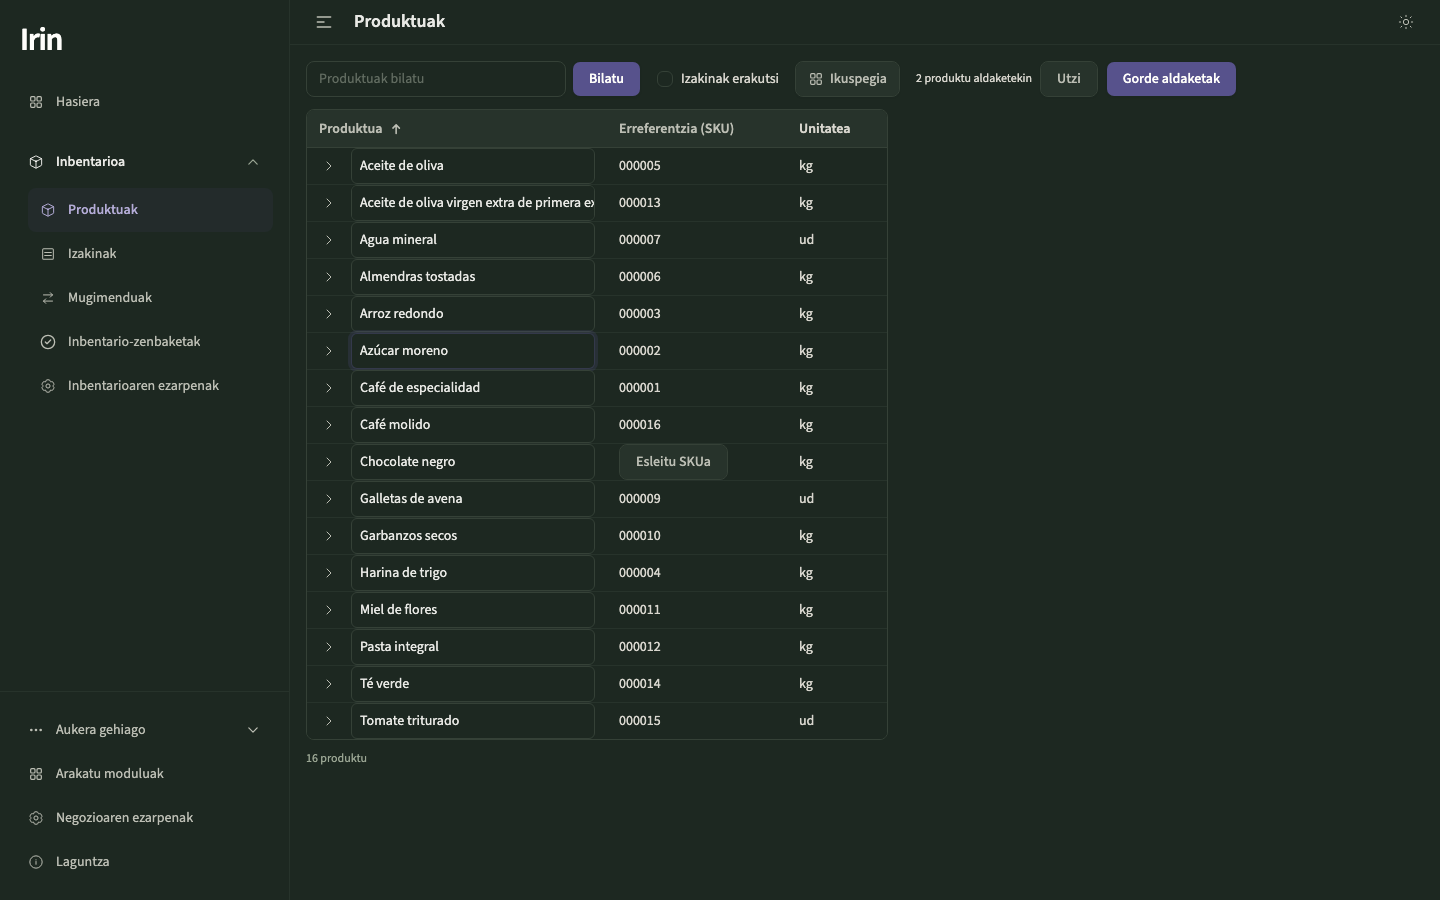 Irin
Hasiera
Inbentarioa
Produktuak
Izakinak
Mugimenduak
Inbentario-zenbaketak
Inbentarioaren ezarpenak
Aukera gehiago
Arakatu moduluak
Negozioaren ezarpenak
Laguntza
Produktuak
Produktuak bilatu Bilatu Izakinak erakutsi Ikuspegia 2 produktu aldaketekin Utzi Gorde aldaketak
Produktua Erreferentzia (SKU) Unitatea
Aceite de oliva 000005 kg
Aceite de oliva virgen extra de primera ex 000013 kg
Agua mineral 000007 ud
Almendras tostadas 000006 kg
Arroz redondo 000003 kg
Azúcar moreno 000002 kg
Café de especialidad 000001 kg
Café molido 000016 kg
Chocolate negro Esleitu SKUa kg
Galletas de avena 000009 ud
Garbanzos secos 000010 kg
Harina de trigo 000004 kg
Miel de flores 000011 kg
Pasta integral 000012 kg
Té verde 000014 kg
Tomate triturado 000015 ud
16 produktu